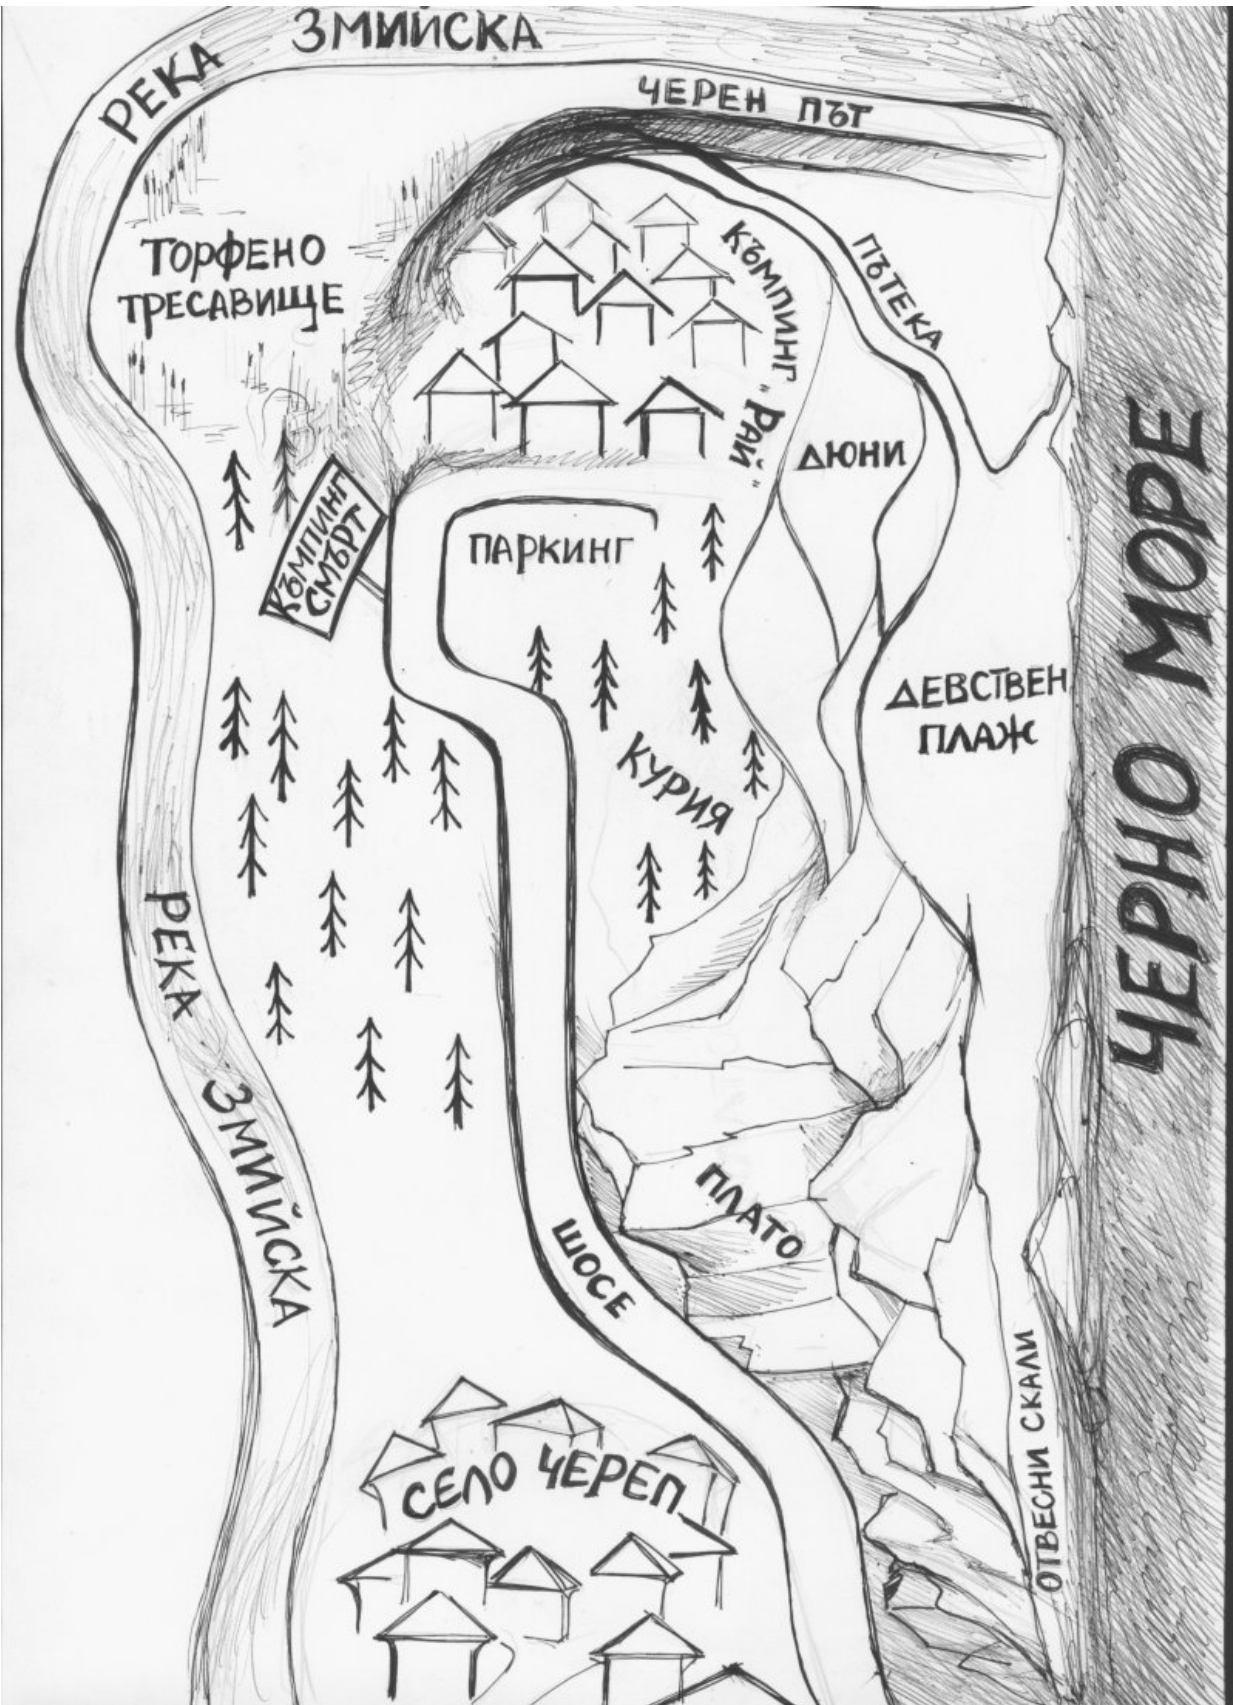 РЕКА ЗМИЙСКА
ЧЕРЕН ПЪТ
ПЪТЕКА
ТОРФЕНО
ТРЕСАВИЩЕ
КЪМПИНГ „РАЙ“
ДЮНИ
КЪМПИНГ
СМЪРТ
ПАРКИНГ
ДЕВСТВЕН
ПЛАЖ
ЧЕРНО МОРЕ
КУРИЯ
РЕКА ЗМИЙСКА
ПЛАТО
ШОСЕ
ОТВЕСНИ СКАЛИ
СЕЛО ЧЕРЕП